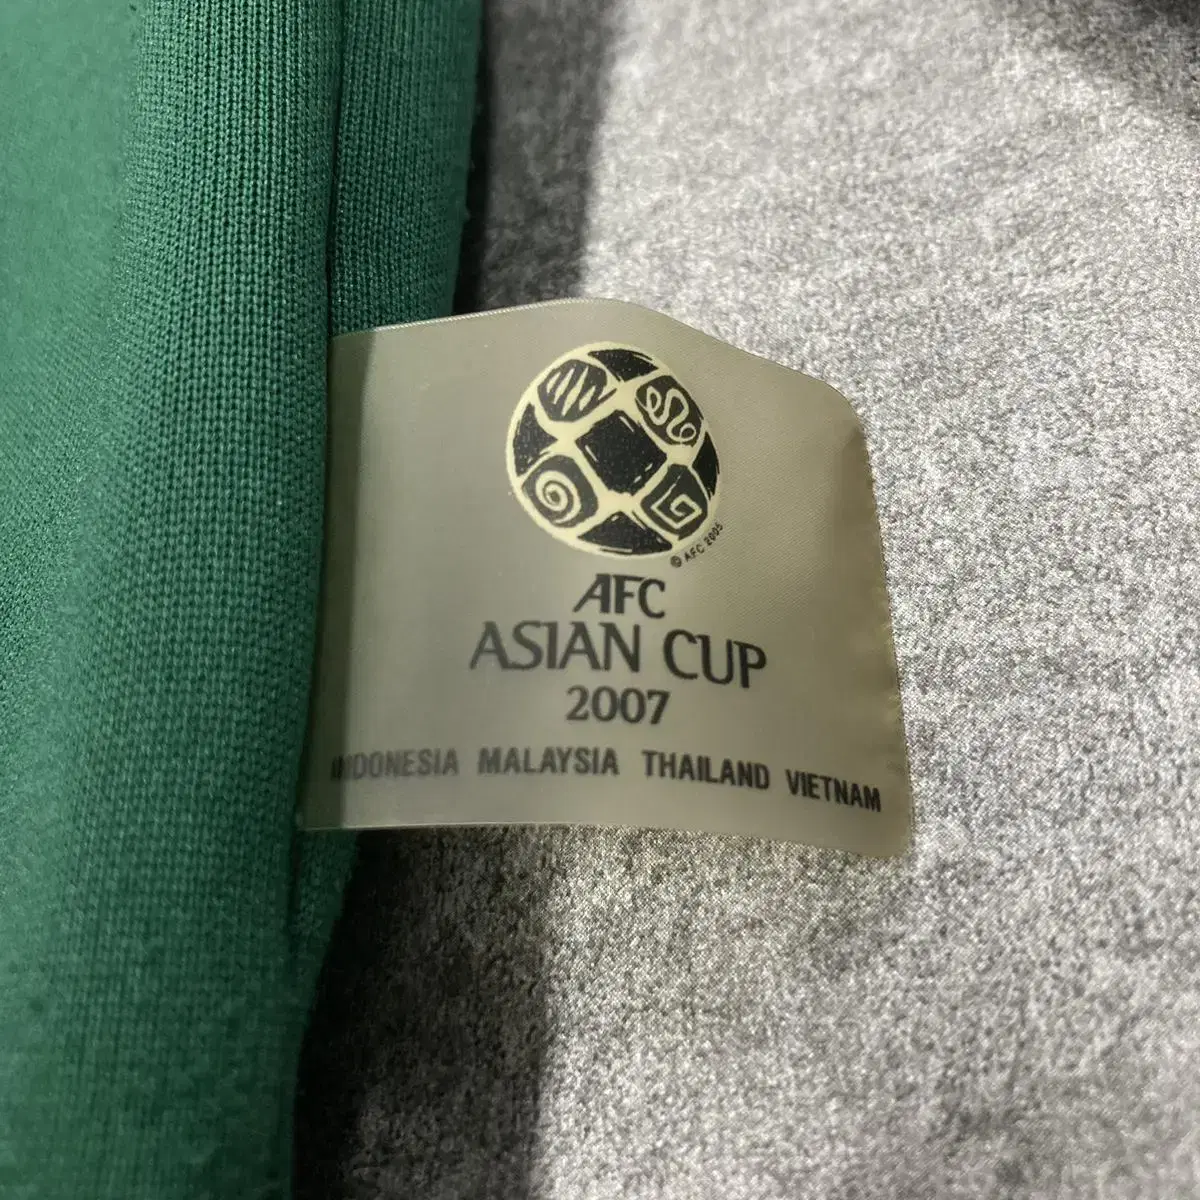 © AFC 2005
AFC
ASIAN CUP
2007
INDONESIA MALAYSIA THAILAND VIETNAM